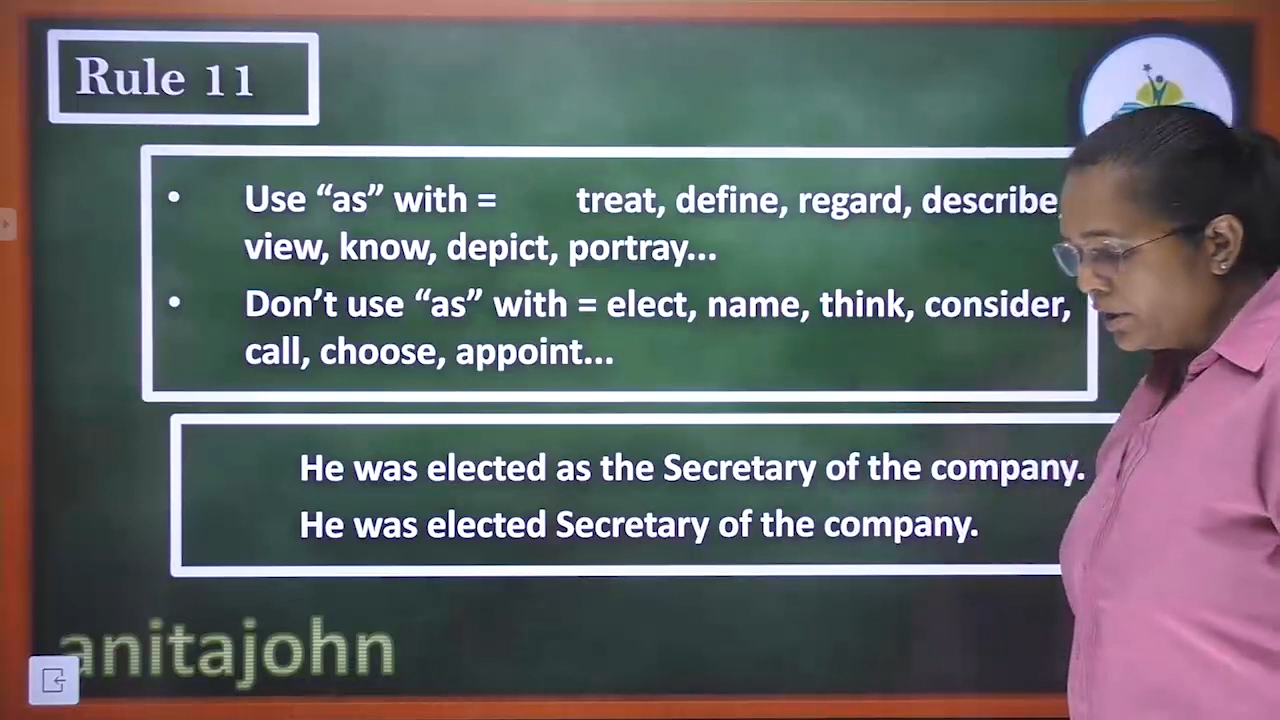 Rule 11
• Use “as” with = treat, define, regard, describe,
view, know, depict, portray...
• Don’t use “as” with = elect, name, think, consider,
call, choose, appoint...
He was elected as the Secretary of the company.
He was elected Secretary of the company.
anitajohn